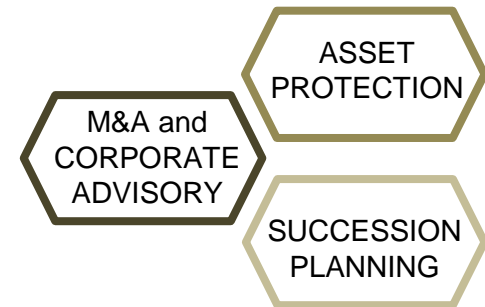 ASSET
PROTECTION
M&A and
CORPORATE
ADVISORY
SUCCESSION
PLANNING